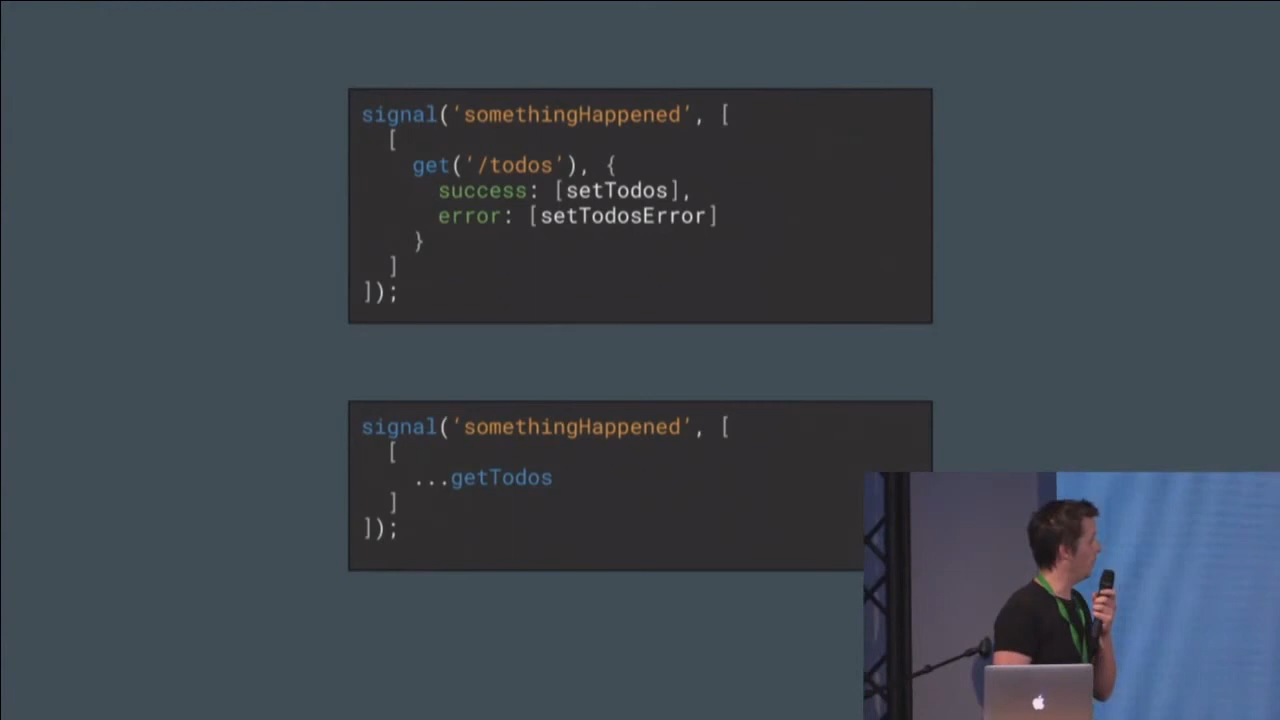 signal('somethingHappened', [
  [
    get('/todos'), {
      success: [setTodos],
      error: [setTodosError]
    }
  ]
]);
signal('somethingHappened', [
  [
    ...getTodos
  ]
]);